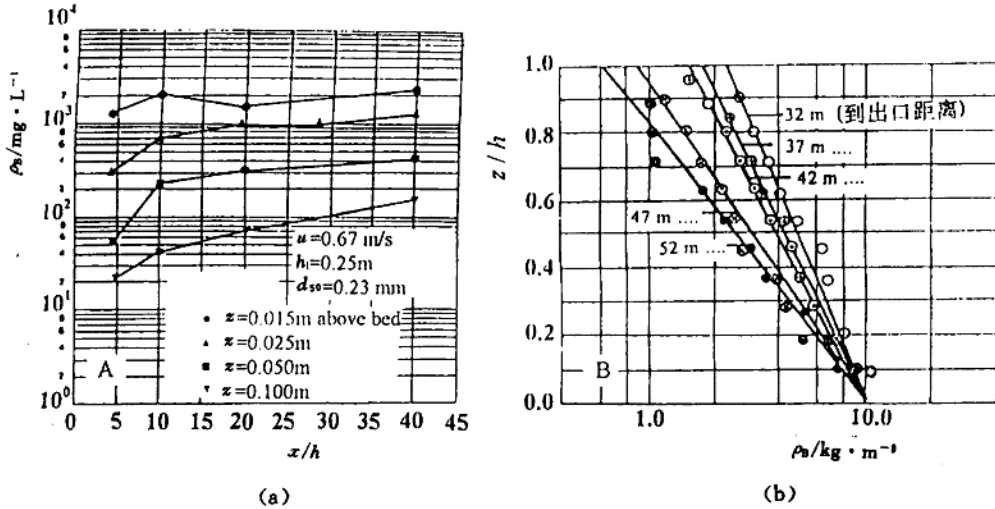 10⁴
10³
10²
10¹
10⁰
ρB/mg · L⁻¹
u=0.67 m/s
h₁=0.25m
d₅₀=0.23 mm
z=0.015m above bed
z=0.025m
z=0.050m
z=0.100m
A
0 5 10 15 20 25 30 35 40 45
x/h
(a)
1.0
0.8
0.6
0.4
0.2
0.0
z/h
32 m (到出口距离)
37 m ....
42 m ....
47 m ....
52 m ....
B
1.0 10.0
ρB/kg · m⁻³
(b)